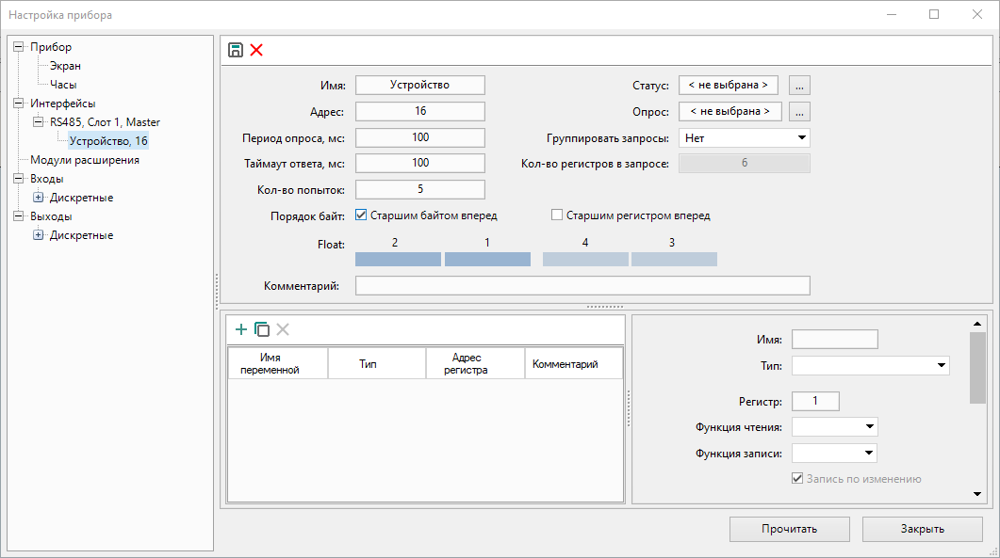 Настройка прибора
Прибор
Экран
Часы
Интерфейсы
RS485, Слот 1, Master
Устройство, 16
Модули расширения
Входы
Дискретные
Выходы
Дискретные
Имя: Устройство Статус: < не выбрана > ...
Адрес: 16 Опрос: < не выбрана > ...
Период опроса, мс: 100 Группировать запросы: Нет
Таймаут ответа, мс: 100 Кол-во регистров в запросе: 6
Кол-во попыток: 5
Порядок байт: Старшим байтом вперед Старшим регистром вперед
Float: 2 1 4 3
Комментарий:
Имя переменной Тип Адрес регистра Комментарий
Имя:
Тип:
Регистр: 1
Функция чтения:
Функция записи:
Запись по изменению
Прочитать Закрыть